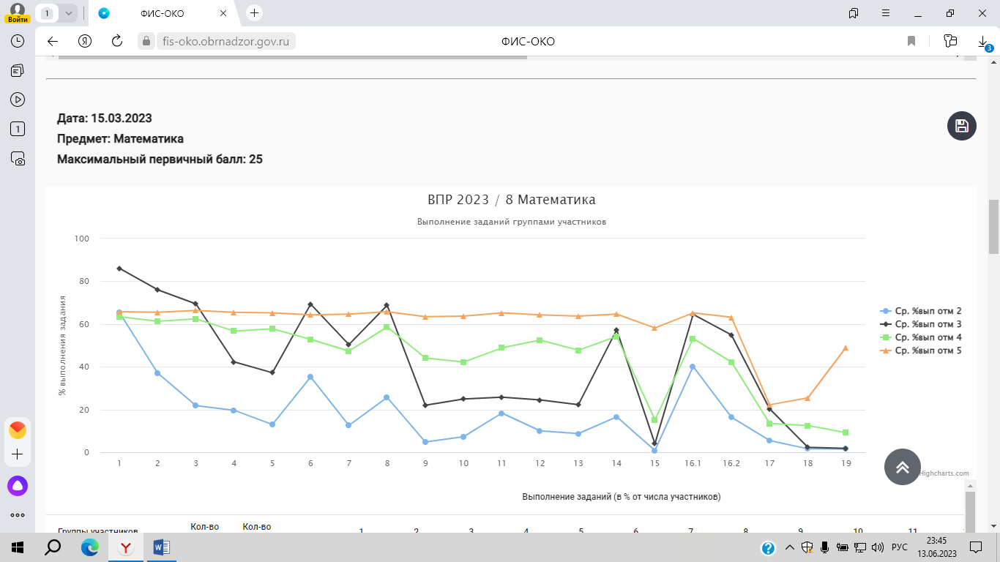 Войти
1
ФИС-ОКО
fis-oko.obrnadzor.gov.ru
ФИС-ОКО
3
1
Дата: 15.03.2023
Предмет: Математика
Максимальный первичный балл: 25
ВПР 2023 / 8 Математика
Выполнение заданий группами участников
% выполнения задания
100
80
60
40
20
0
1 2 3 4 5 6 7 8 9 10 11 12 13 14 15 16.1 16.2 17 18 19
Ср. %вып отм 2
Ср. %вып отм 3
Ср. %вып отм 4
Ср. %вып отм 5
Highcharts.com
Выполнение заданий (в % от числа участников)
Группы участников Кол-во Кол-во 1 2 3 4 5 6 7 8 9 10 11
РУС
23:45
13.06.2023